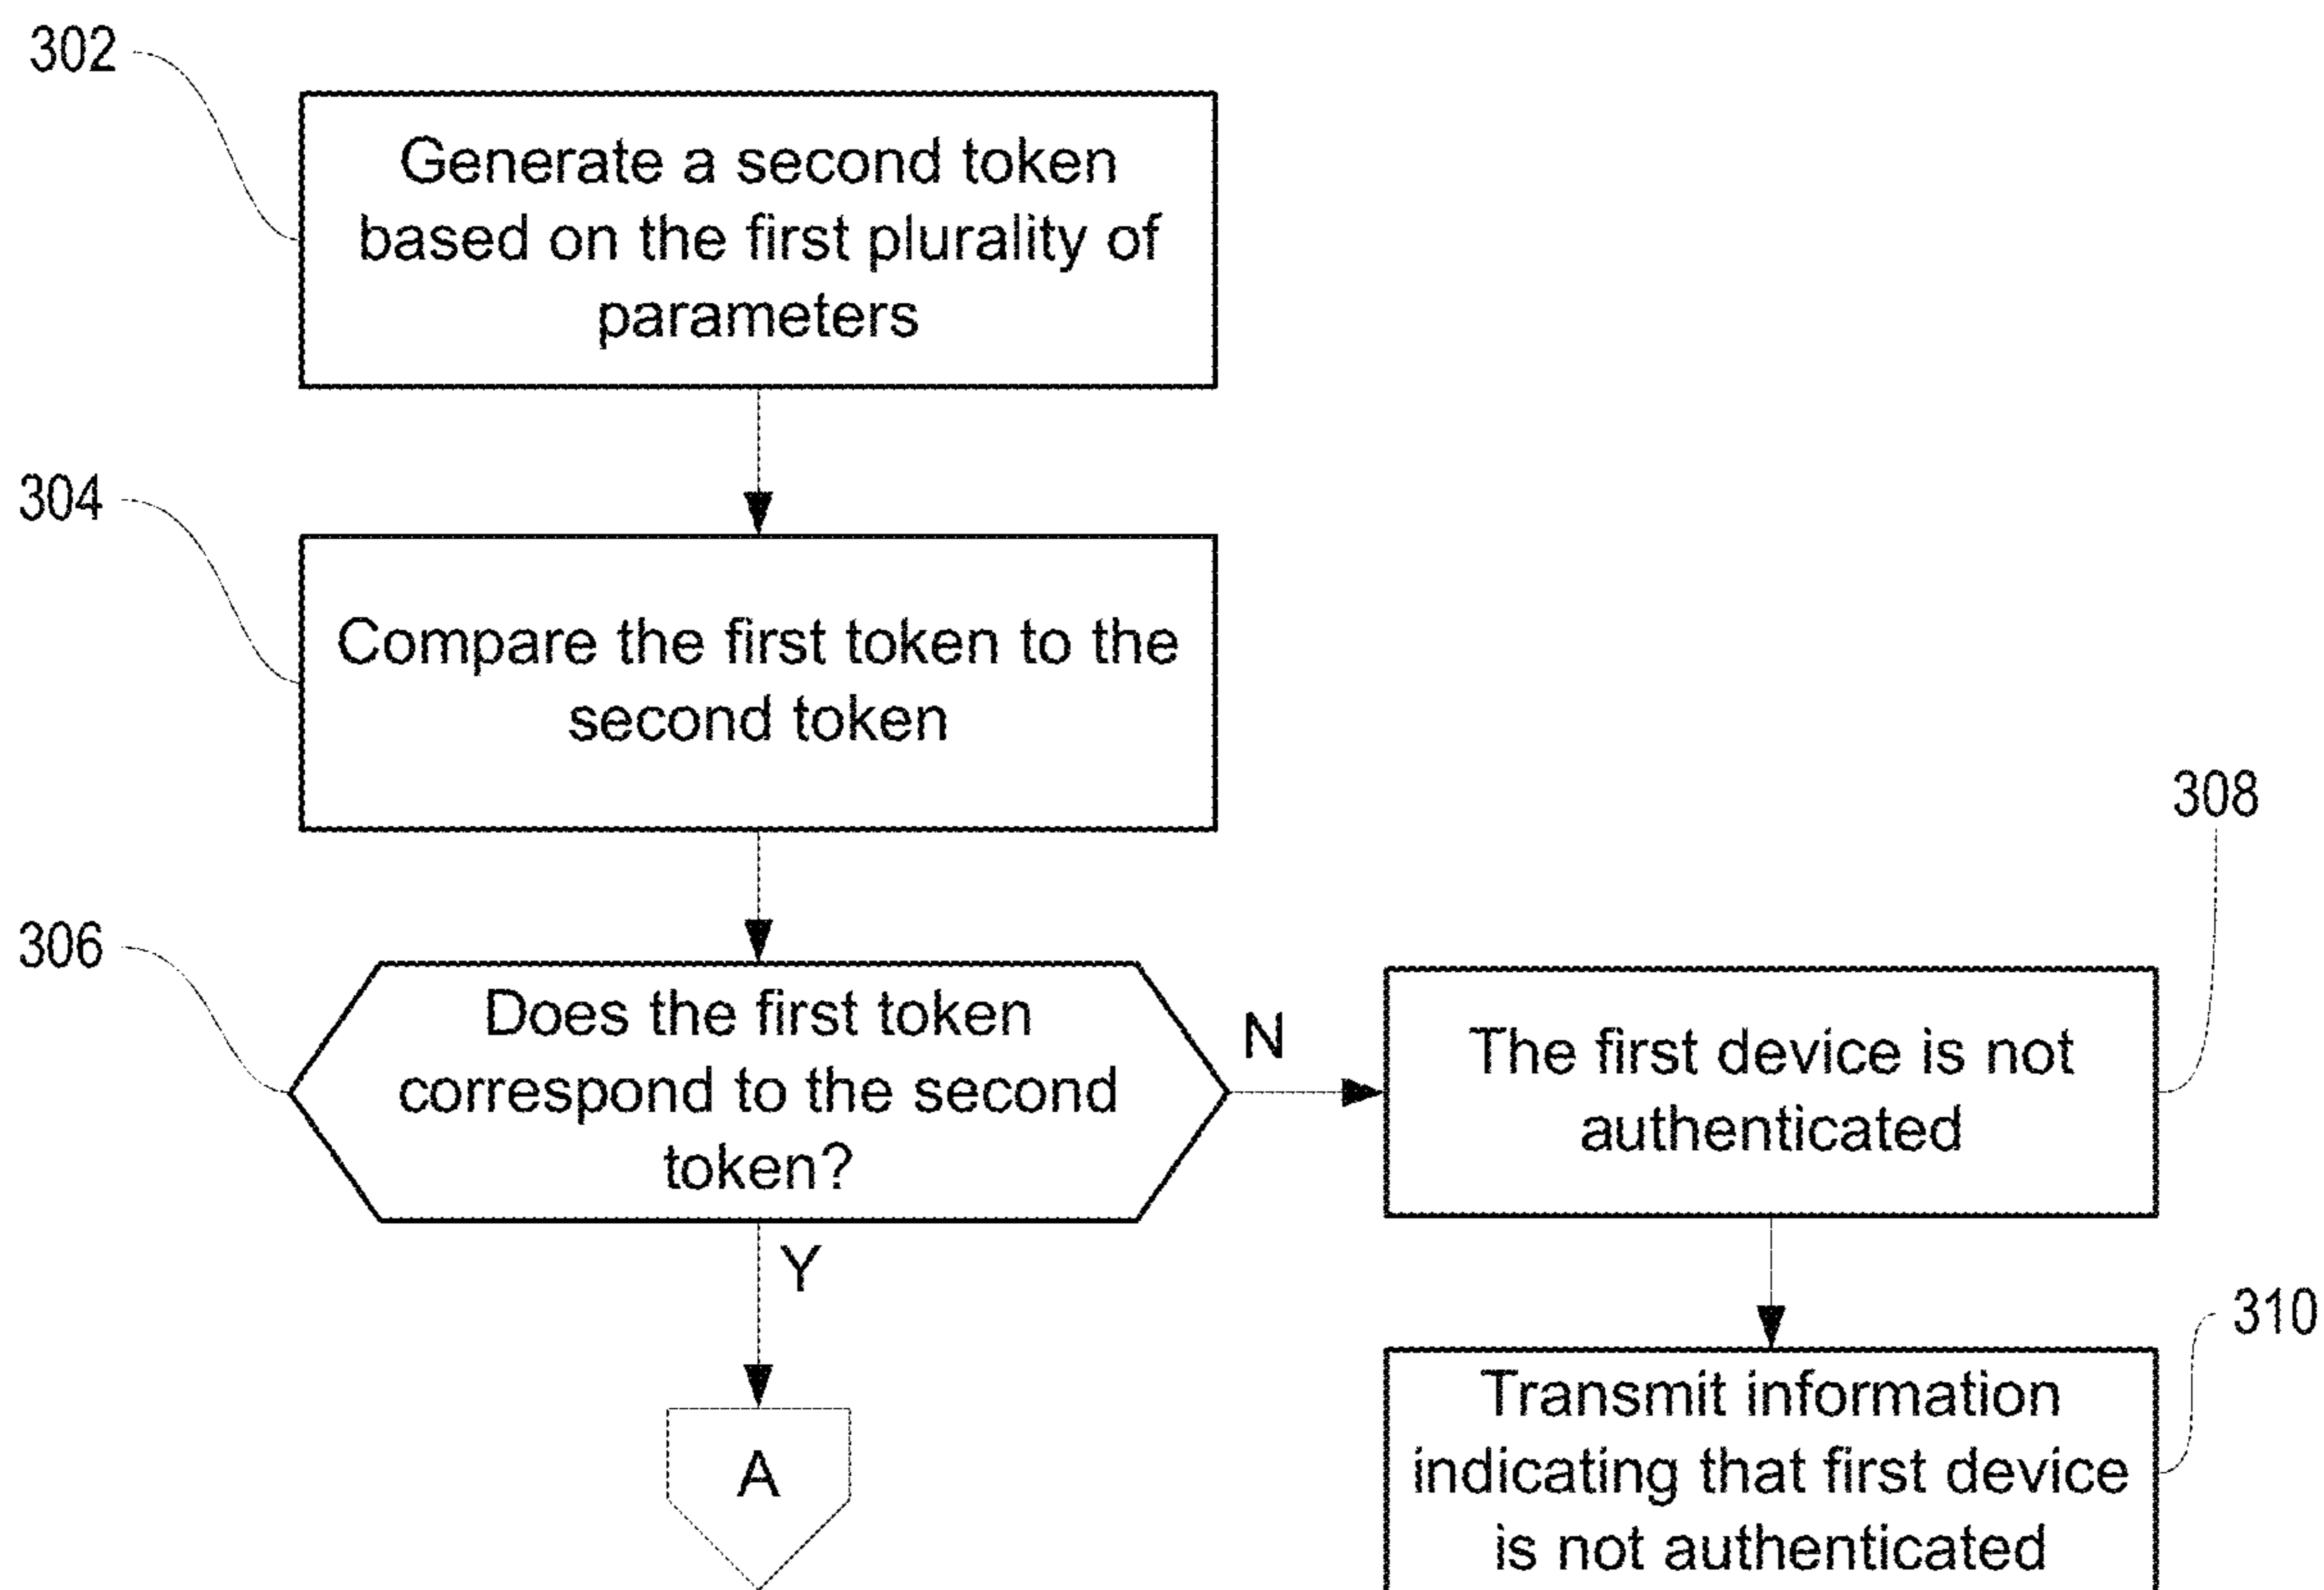 302
Generate a second token
based on the first plurality of
parameters
304
Compare the first token to the
second token
308
306
Does the first token
correspond to the second
token?
N
The first device is not
authenticated
Y
310
Transmit information
indicating that first device
is not authenticated
A